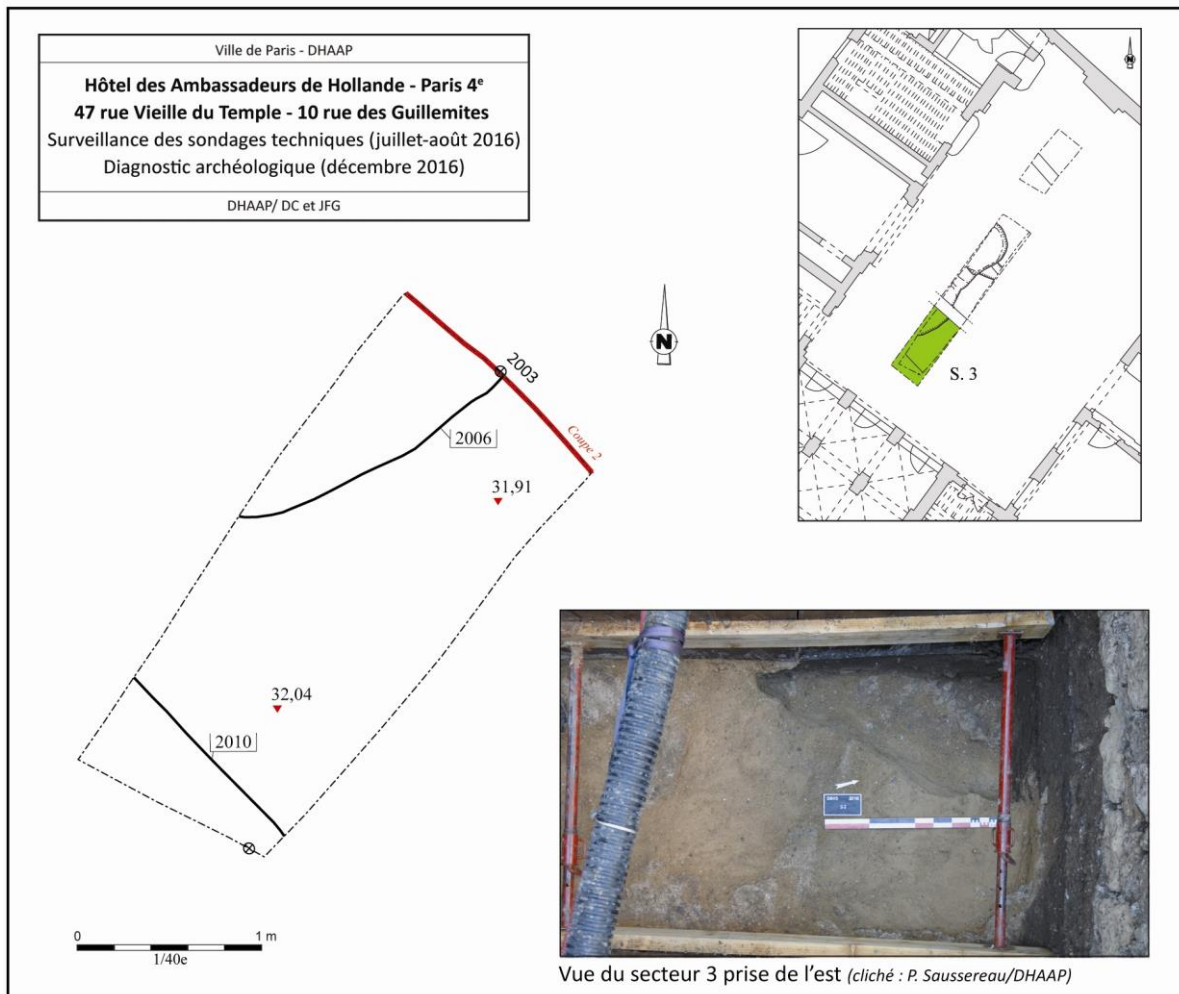 Ville de Paris - DHAAP
Hôtel des Ambassadeurs de Hollande - Paris 4e
47 rue Vieille du Temple - 10 rue des Guillemites
Surveillance des sondages techniques (juillet-août 2016)
Diagnostic archéologique (décembre 2016)
DHAAP/ DC et JFG
S. 3
N
2003
2006
Coupe 2
31,91
32,04
2010
0 1 m
1/40e
Vue du secteur 3 prise de l'est (cliché : P. Saussereau/DHAAP)